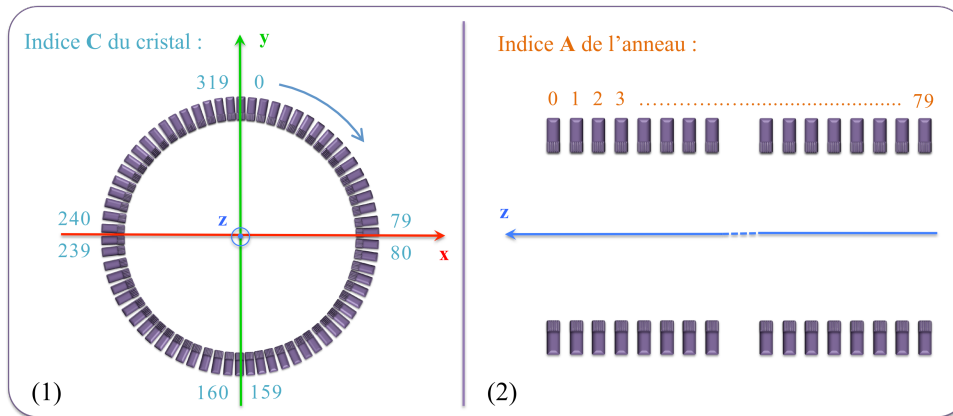 Indice C du cristal :
y
319 0
240
z
79
239
80
x
160 159
(1)
Indice A de l'anneau :
0 1 2 3 ........................................................ 79
z
(2)